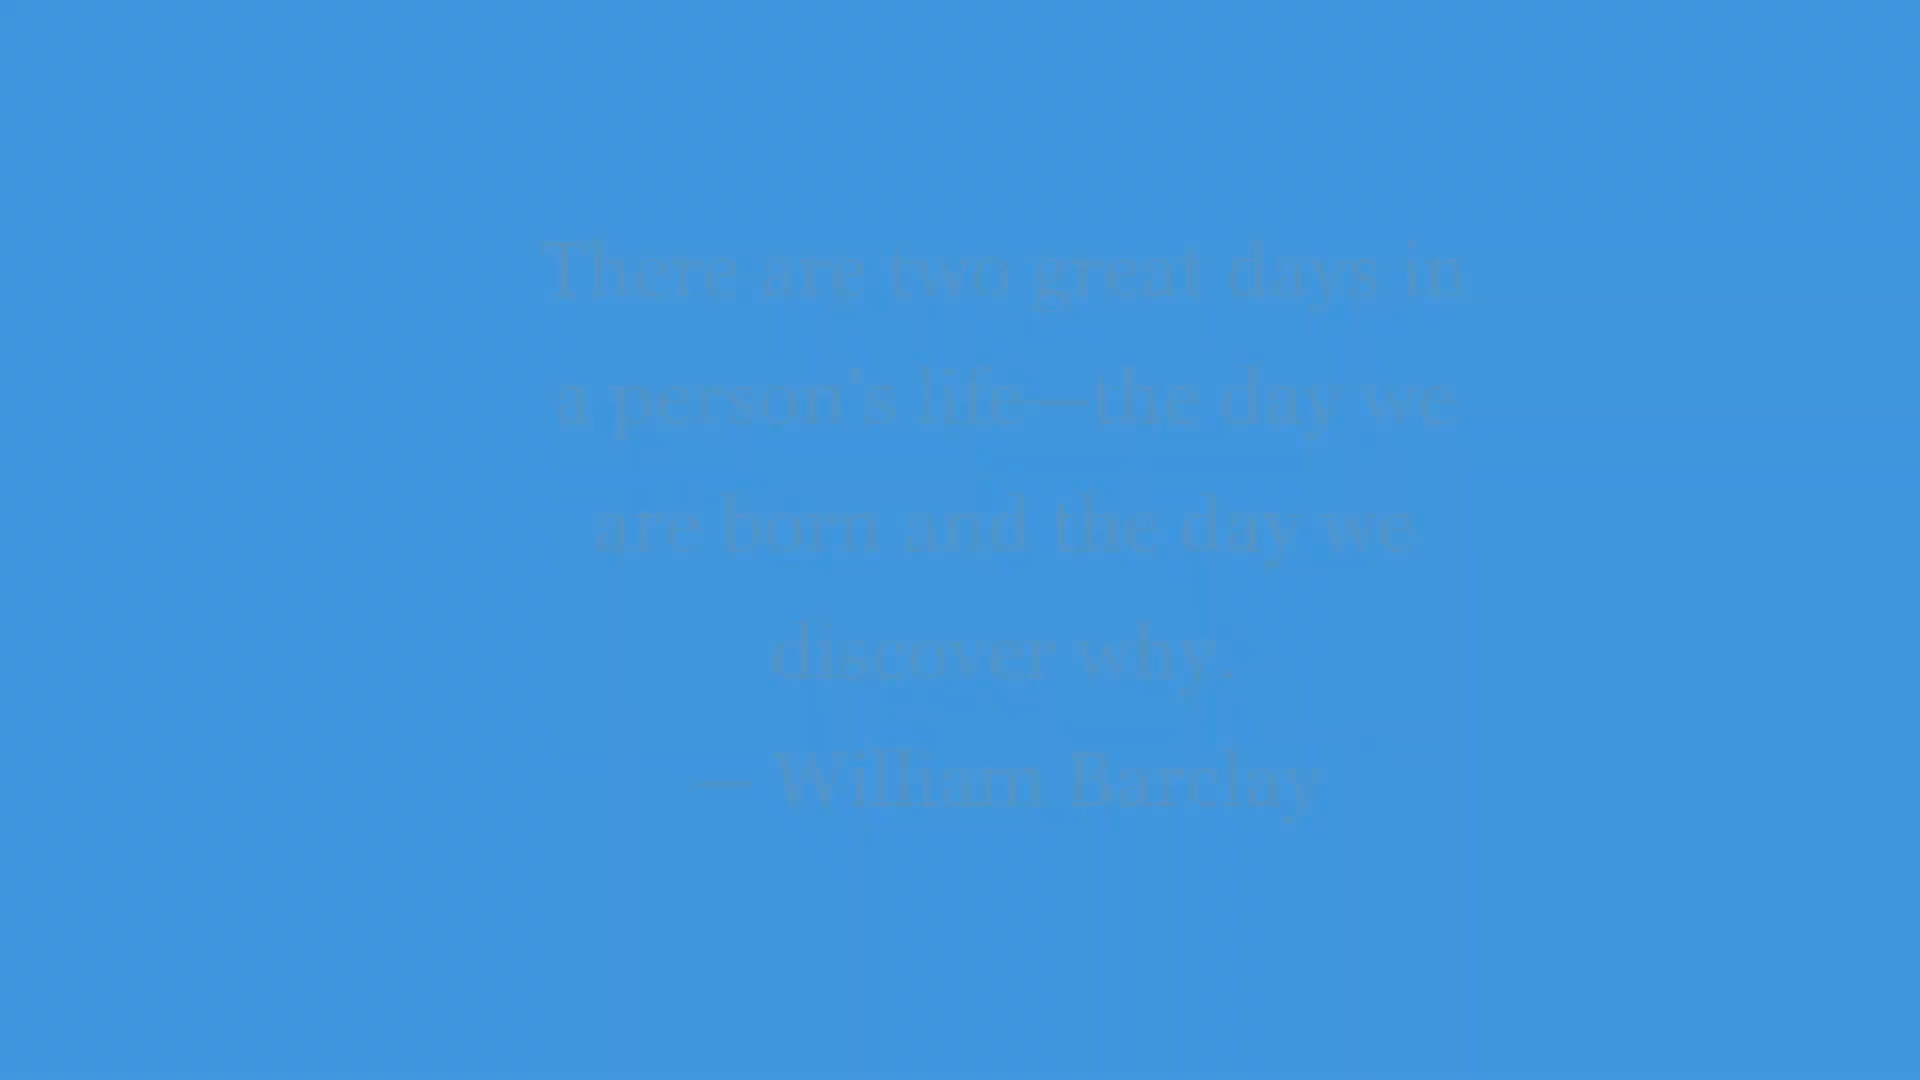 There are two great days in
a person's life—the day we
are born and the day we
discover why.
— William Barclay